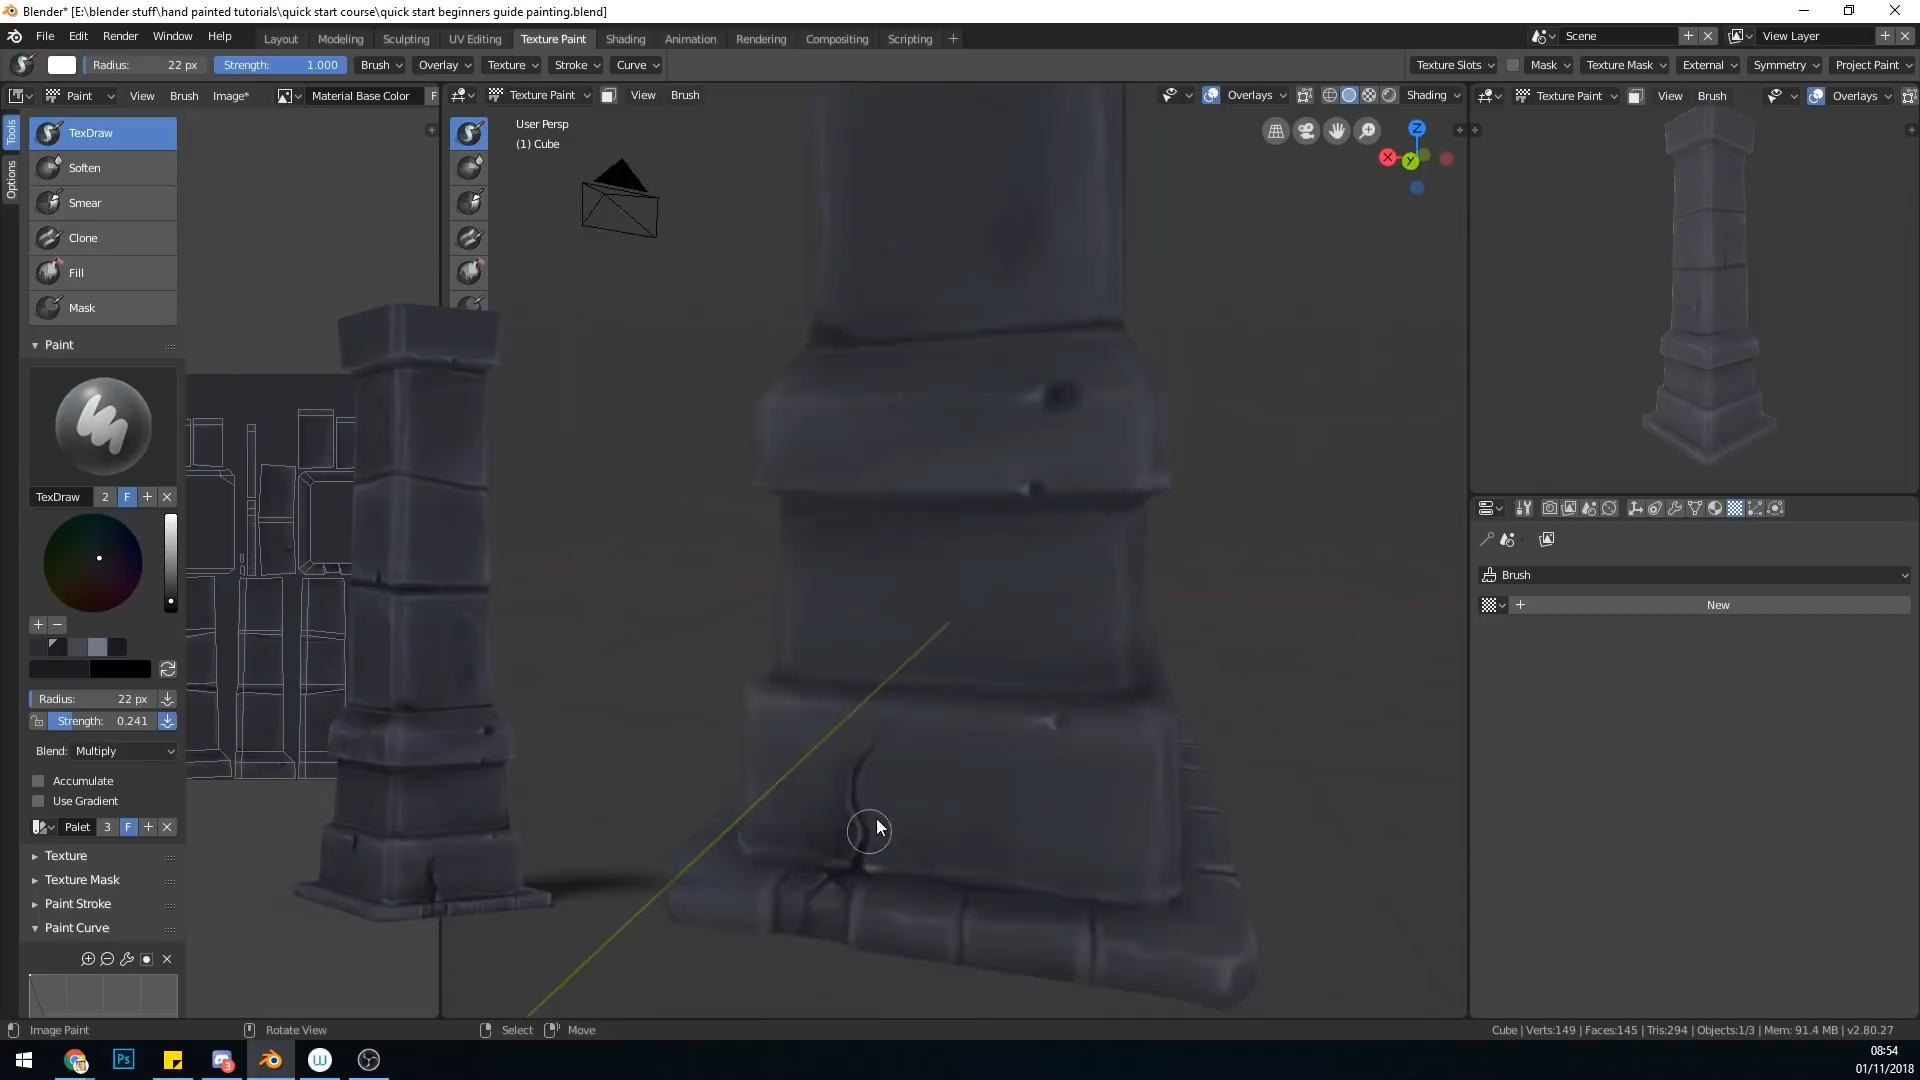 Blender* [E:\blender stuff\hand painted tutorials\quick start course\quick start beginners guide painting.blend]
File Edit Render Window Help Layout Modeling Sculpting UV Editing Texture Paint Shading Animation Rendering Compositing Scripting + Scene View Layer
Radius: 22 px Strength: 1.000 Brush Overlay Texture Stroke Curve Texture Slots Mask Texture Mask External Symmetry Project Paint
Paint View Brush Image* Material Base Color F Texture Paint View Brush Overlays Shading Texture Paint View Brush Overlays
Tools
Options
TexDraw
Soften
Smear
Clone
Fill
Mask
Paint
TexDraw 2 F
Radius: 22 px
Strength: 0.241
Blend: Multiply
Accumulate
Use Gradient
Palet 3 F
Texture
Texture Mask
Paint Stroke
Paint Curve
User Persp
(1) Cube
Z
X
Y
Brush
New
Image Paint Rotate View Select Move Cube | Verts:149 | Faces:145 | Tris:294 | Objects:1/3 | Mem: 91.4 MB | v2.80.27
Ps
3
W
08:54
01/11/2018